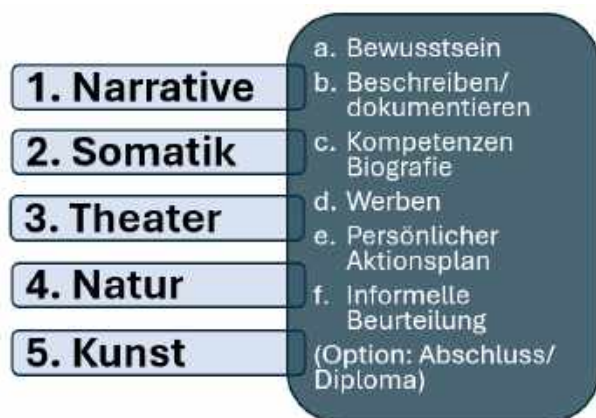 1. Narrative
2. Somatik
3. Theater
4. Natur
5. Kunst
a. Bewusstsein
b. Beschreiben/
dokumentieren
c. Kompetenzen
Biografie
d. Werben
e. Persönlicher
Aktionsplan
f. Informelle
Beurteilung
(Option: Abschluss/
Diploma)